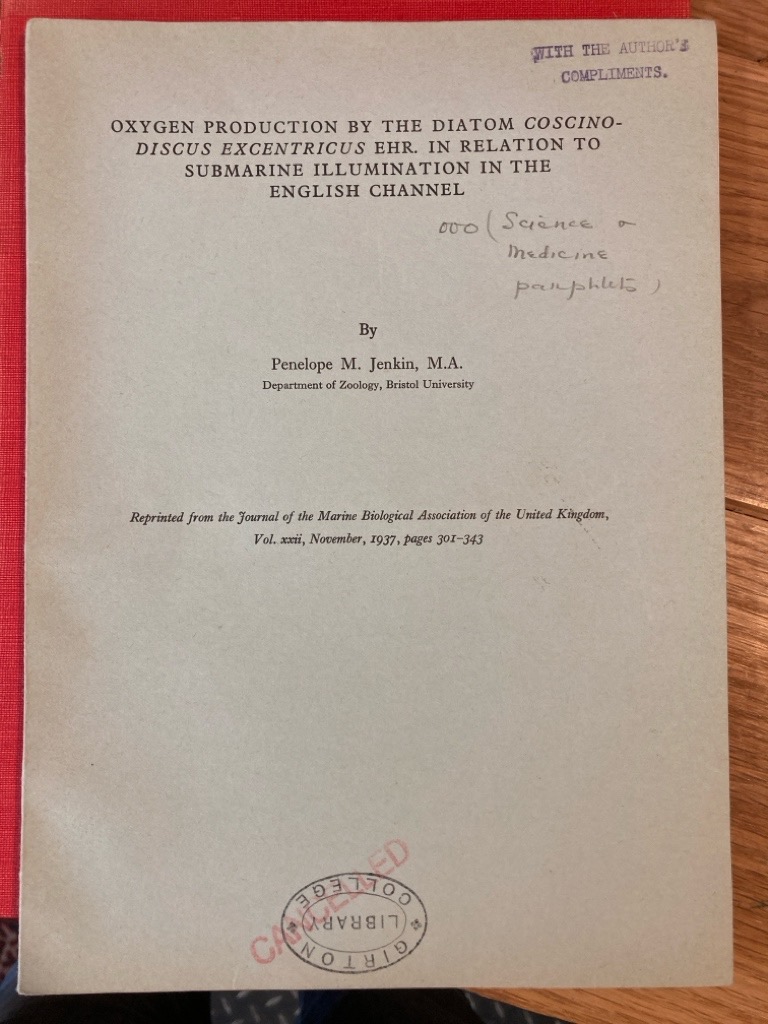 WITH THE AUTHOR'S
COMPLIMENTS.
OXYGEN PRODUCTION BY THE DIATOM COSCINO-
DISCUS EXCENTRICUS EHR. IN RELATION TO
SUBMARINE ILLUMINATION IN THE
ENGLISH CHANNEL
000 (Science &
Medicine
pamphlets)
By
Penelope M. Jenkin, M.A.
Department of Zoology, Bristol University
Reprinted from the Journal of the Marine Biological Association of the United Kingdom,
Vol. xxii, November, 1937, pages 301–343
CANCELLED
GIRTON
LIBRARY
COLLEGE